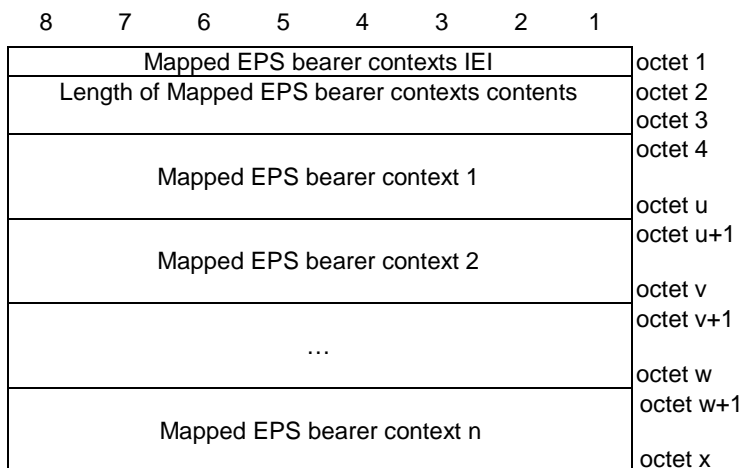 8 7 6 5 4 3 2 1
Mapped EPS bearer contexts IEI octet 1
Length of Mapped EPS bearer contexts contents octet 2
octet 3
octet 4
Mapped EPS bearer context 1
octet u
octet u+1
Mapped EPS bearer context 2
octet v
octet v+1
…
octet w
octet w+1
Mapped EPS bearer context n
octet x